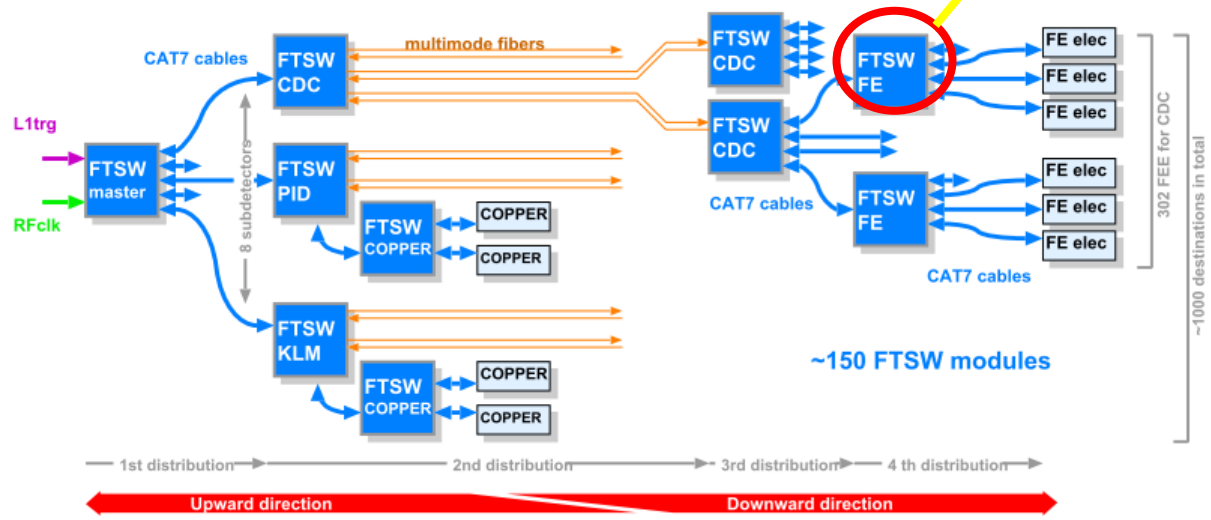 CAT7 cables
L1trg
RFclk
FTSW
master
8 subdetectors
FTSW
CDC
multimode fibers
FTSW
PID
FTSW
COPPER
COPPER
COPPER
FTSW
KLM
FTSW
COPPER
COPPER
COPPER
FTSW
CDC
FTSW
CDC
CAT7 cables
FTSW
FE
FE elec
FE elec
FE elec
FTSW
FE
FE elec
FE elec
FE elec
CAT7 cables
302 FEE for CDC
~1000 destinations in total
~150 FTSW modules
1st distribution
2nd distribution
3rd distribution
4 th distribution
Upward direction
Downward direction